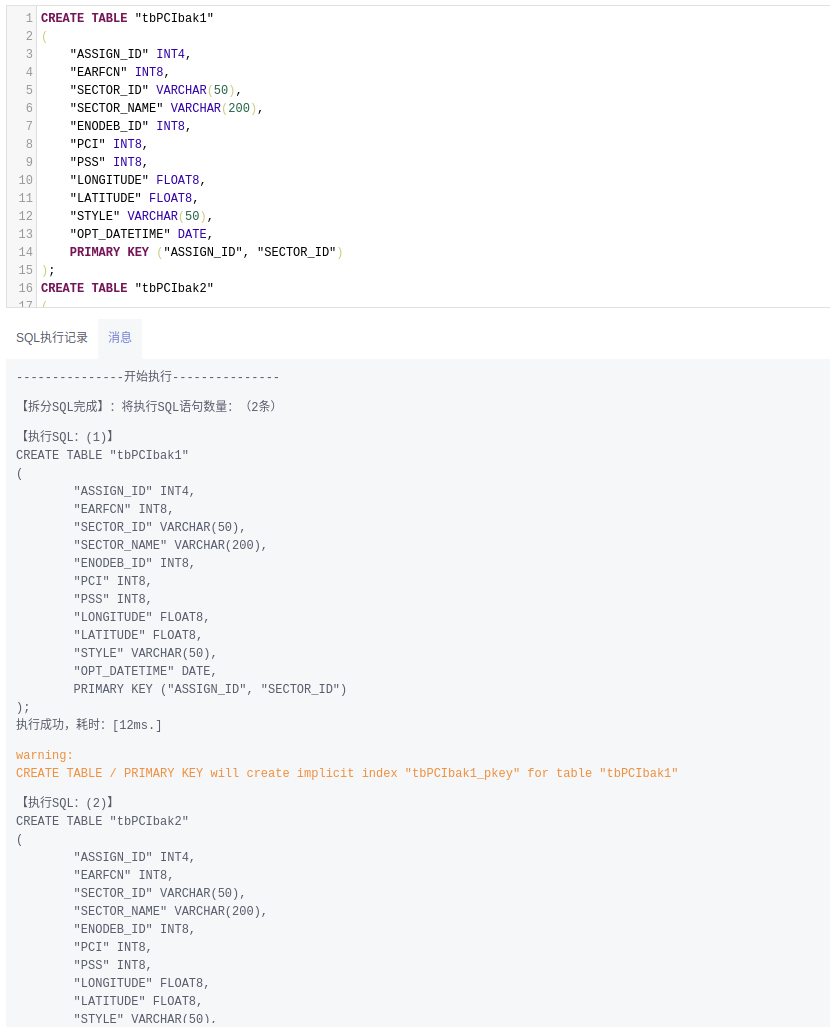 1 CREATE TABLE "tbPCIbak1"
2 (
3     "ASSIGN_ID" INT4,
4     "EARFCN" INT8,
5     "SECTOR_ID" VARCHAR(50),
6     "SECTOR_NAME" VARCHAR(200),
7     "ENODEB_ID" INT8,
8     "PCI" INT8,
9     "PSS" INT8,
10     "LONGITUDE" FLOAT8,
11     "LATITUDE" FLOAT8,
12     "STYLE" VARCHAR(50),
13     "OPT_DATETIME" DATE,
14     PRIMARY KEY ("ASSIGN_ID", "SECTOR_ID")
15 );
16 CREATE TABLE "tbPCIbak2"
17 (
SQL执行记录 消息
---------------开始执行---------------
【拆分SQL完成】：将执行SQL语句数量：（2条）
【执行SQL：(1)】
CREATE TABLE "tbPCIbak1"
(
        "ASSIGN_ID" INT4,
        "EARFCN" INT8,
        "SECTOR_ID" VARCHAR(50),
        "SECTOR_NAME" VARCHAR(200),
        "ENODEB_ID" INT8,
        "PCI" INT8,
        "PSS" INT8,
        "LONGITUDE" FLOAT8,
        "LATITUDE" FLOAT8,
        "STYLE" VARCHAR(50),
        "OPT_DATETIME" DATE,
        PRIMARY KEY ("ASSIGN_ID", "SECTOR_ID")
);
执行成功，耗时：[12ms.]
warning:
CREATE TABLE / PRIMARY KEY will create implicit index "tbPCIbak1_pkey" for table "tbPCIbak1"
【执行SQL：(2)】
CREATE TABLE "tbPCIbak2"
(
        "ASSIGN_ID" INT4,
        "EARFCN" INT8,
        "SECTOR_ID" VARCHAR(50),
        "SECTOR_NAME" VARCHAR(200),
        "ENODEB_ID" INT8,
        "PCI" INT8,
        "PSS" INT8,
        "LONGITUDE" FLOAT8,
        "LATITUDE" FLOAT8,
        "STYLE" VARCHAR(50),